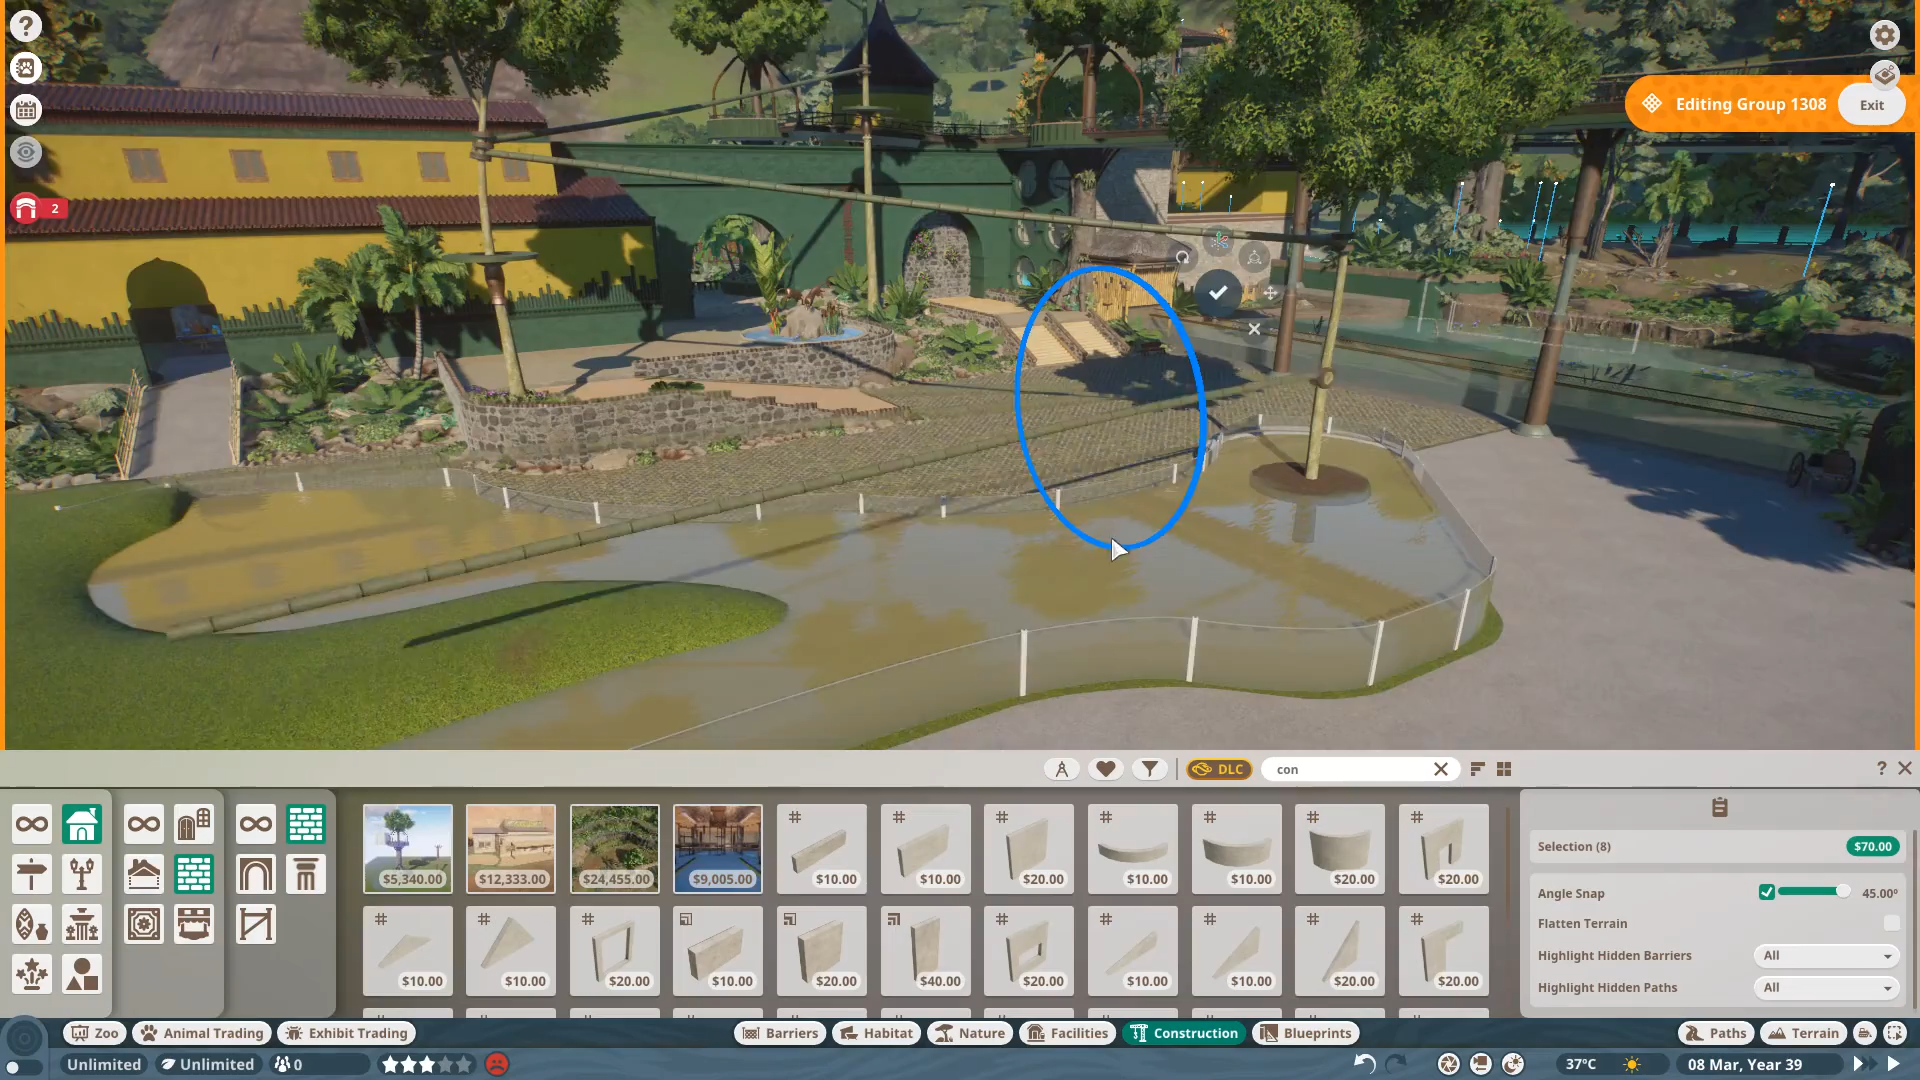 ?
Editing Group 1308
Exit
2
DLC
con
?
$5,340.00
$12,333.00
$24,455.00
$9,005.00
$10.00
$10.00
$20.00
$10.00
$10.00
$20.00
$20.00
$10.00
$10.00
$20.00
$10.00
$20.00
$40.00
$20.00
$10.00
$10.00
$20.00
$20.00
Selection (8)
$70.00
Angle Snap
45.00°
Flatten Terrain
Highlight Hidden Barriers
All
Highlight Hidden Paths
All
Zoo
Animal Trading
Exhibit Trading
Barriers
Habitat
Nature
Facilities
Construction
Blueprints
Paths
Terrain
Unlimited
Unlimited
0
37°C
08 Mar, Year 39